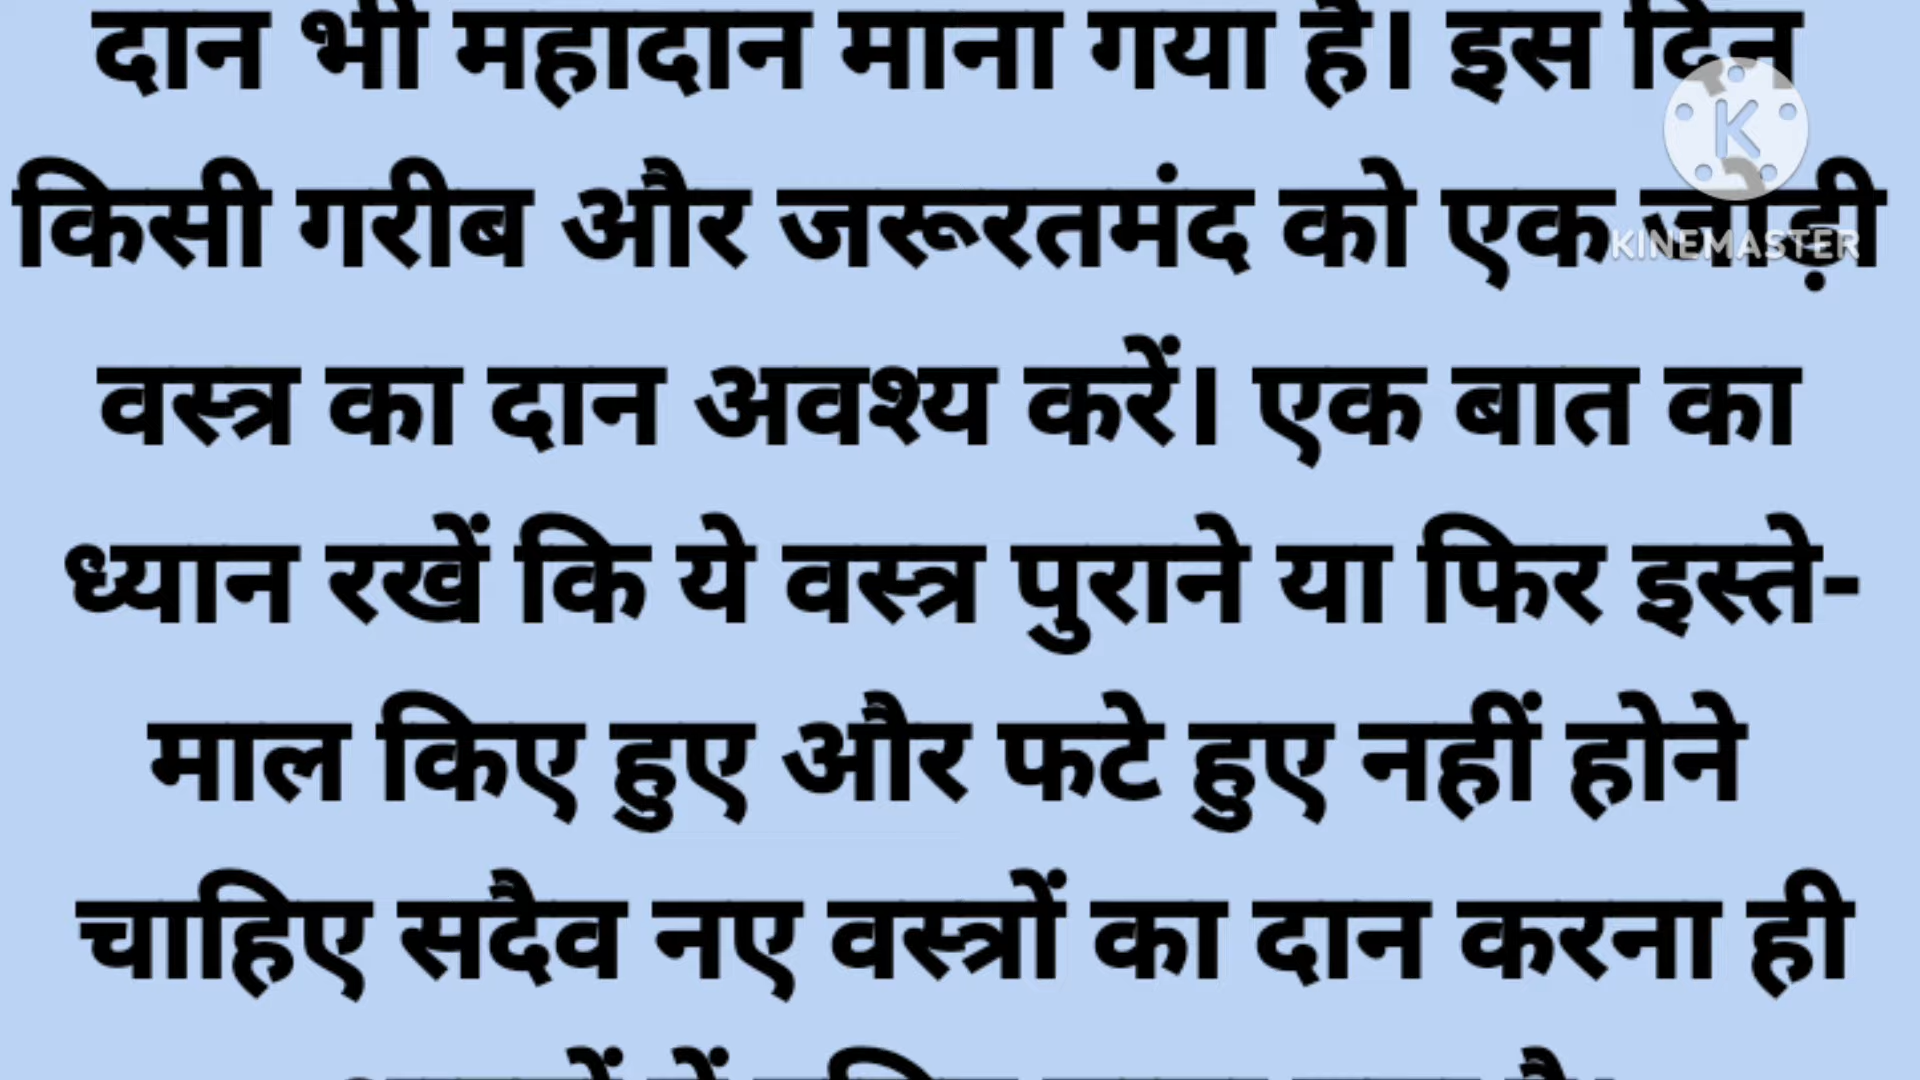 दान भी महादान माना गया है। इस दिन
किसी गरीब और जरूरतमंद को एक जोड़ी
वस्त्र का दान अवश्य करें। एक बात का
ध्यान रखें कि ये वस्त्र पुराने या फिर इस्ते-
माल किए हुए और फटे हुए नहीं होने
चाहिए सदैव नए वस्त्रों का दान करना ही
K
KINEMASTER